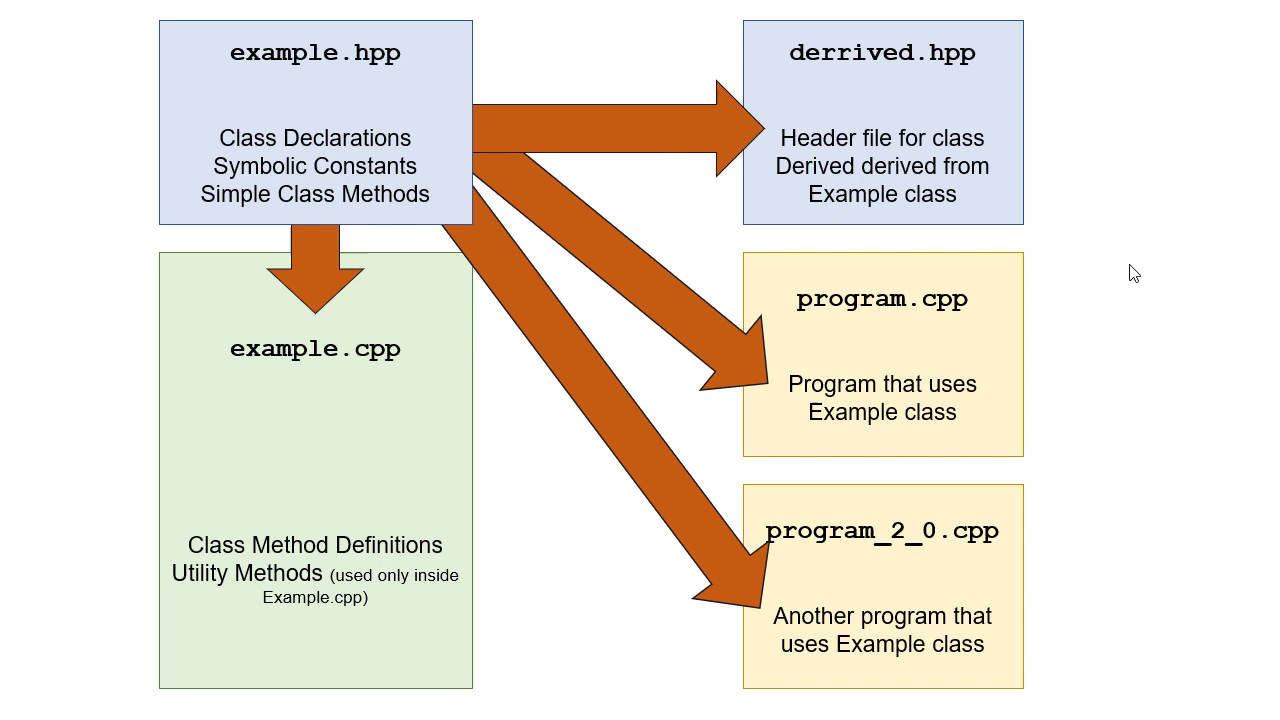 example.hpp
Class Declarations
Symbolic Constants
Simple Class Methods
example.cpp
Class Method Definitions
Utility Methods (used only inside
Example.cpp)
derrived.hpp
Header file for class
Derived derived from
Example class
program.cpp
Program that uses
Example class
program_2_0.cpp
Another program that
uses Example class